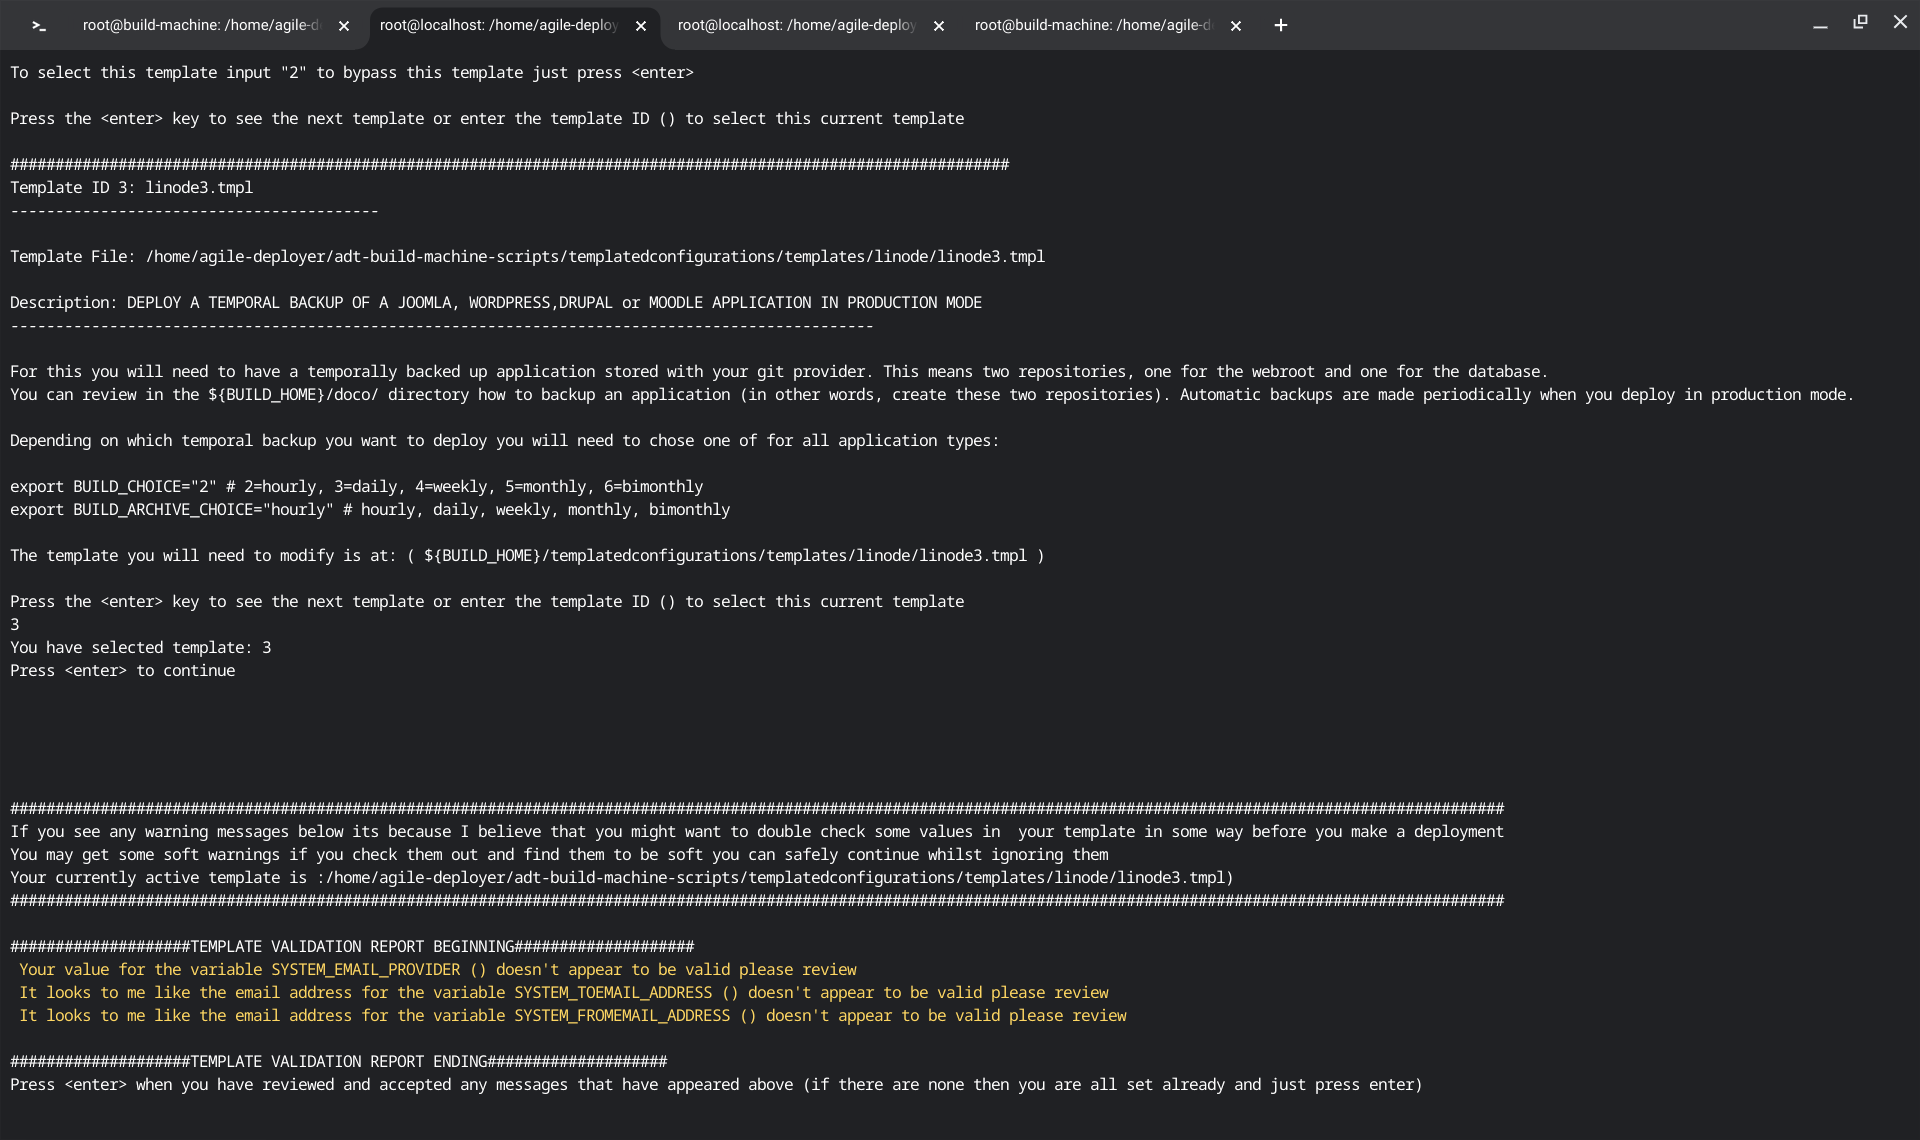 root@build-machine: /home/agile-d
root@localhost: /home/agile-deploy
root@localhost: /home/agile-deploy
root@build-machine: /home/agile-d
To select this template input "2" to bypass this template just press <enter>
Press the <enter> key to see the next template or enter the template ID () to select this current template
###############################################################################################################
Template ID 3: linode3.tmpl
-----------------------------------------
Template File: /home/agile-deployer/adt-build-machine-scripts/templatedconfigurations/templates/linode/linode3.tmpl
Description: DEPLOY A TEMPORAL BACKUP OF A JOOMLA, WORDPRESS,DRUPAL or MOODLE APPLICATION IN PRODUCTION MODE
------------------------------------------------------------------------------------------------
For this you will need to have a temporally backed up application stored with your git provider. This means two repositories, one for the webroot and one for the database.
You can review in the ${BUILD_HOME}/doco/ directory how to backup an application (in other words, create these two repositories). Automatic backups are made periodically when you deploy in production mode.
Depending on which temporal backup you want to deploy you will need to chose one of for all application types:
export BUILD_CHOICE="2" # 2=hourly, 3=daily, 4=weekly, 5=monthly, 6=bimonthly
export BUILD_ARCHIVE_CHOICE="hourly" # hourly, daily, weekly, monthly, bimonthly
The template you will need to modify is at: ( ${BUILD_HOME}/templatedconfigurations/templates/linode/linode3.tmpl )
Press the <enter> key to see the next template or enter the template ID () to select this current template
3
You have selected template: 3
Press <enter> to continue
######################################################################################################################################################################
If you see any warning messages below its because I believe that you might want to double check some values in  your template in some way before you make a deployment
You may get some soft warnings if you check them out and find them to be soft you can safely continue whilst ignoring them
Your currently active template is :/home/agile-deployer/adt-build-machine-scripts/templatedconfigurations/templates/linode/linode3.tmpl)
######################################################################################################################################################################
####################TEMPLATE VALIDATION REPORT BEGINNING####################
Your value for the variable SYSTEM_EMAIL_PROVIDER () doesn't appear to be valid please review
It looks to me like the email address for the variable SYSTEM_TOEMAIL_ADDRESS () doesn't appear to be valid please review
It looks to me like the email address for the variable SYSTEM_FROMEMAIL_ADDRESS () doesn't appear to be valid please review
####################TEMPLATE VALIDATION REPORT ENDING####################
Press <enter> when you have reviewed and accepted any messages that have appeared above (if there are none then you are all set already and just press enter)